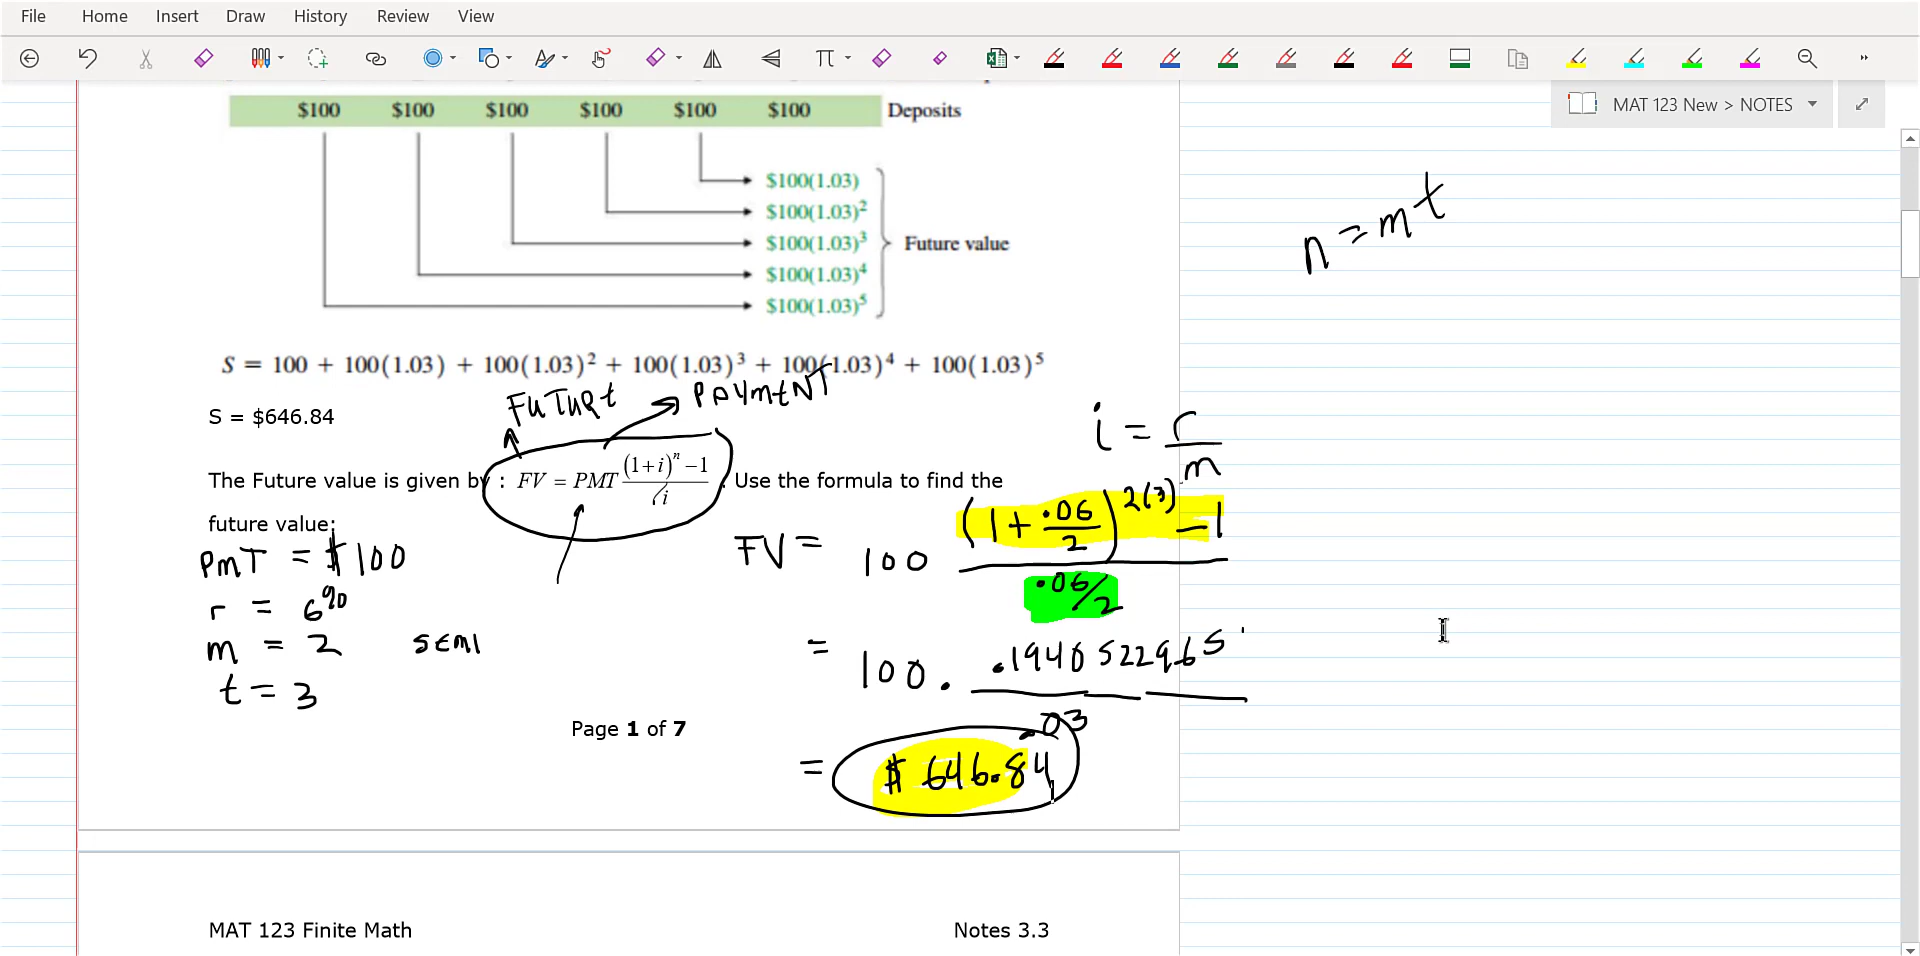 File Home Insert Draw History Review View
MAT 123 New > NOTES
$100 $100 $100 $100 $100 $100 Deposits
$100(1.03)
$100(1.03)²
$100(1.03)³ Future value
$100(1.03)⁴
$100(1.03)⁵
n = mt
S = 100 + 100(1.03) + 100(1.03)² + 100(1.03)³ + 100(1.03)⁴ + 100(1.03)⁵
FUTURE PAYMENT
S = $646.84
i = r/m
The Future value is given by : FV = PMT ((1+i)ⁿ − 1)/i . Use the formula to find the
future value:
PMT = $100
r = 6%
m = 2 SEMI
t = 3
FV = 100 ((1 + .06/2)^2(3) − 1)/(.06/2)
= 100 . .1940522965/.03
= $646.84
Page 1 of 7
MAT 123 Finite Math Notes 3.3